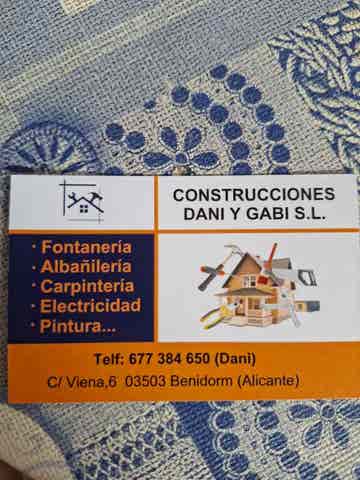 CONSTRUCCIONES
DANI Y GABI S.L.
· Fontanería
· Albañilería
· Carpintería
· Electricidad
· Pintura...
Telf: 677 384 650 (Dani)
C/ Viena,6 03503 Benidorm (Alicante)